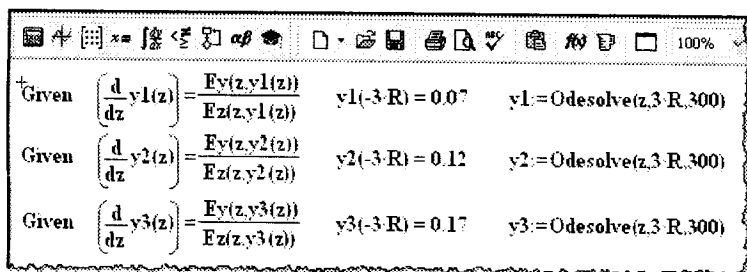 x= αβ ABC f(x) 100%
Given (d/dz y1(z)) = Ey(z,y1(z))/Ez(z,y1(z)) y1(-3·R) = 0.07 y1:=Odesolve(z,3·R,300)
Given (d/dz y2(z)) = Ey(z,y2(z))/Ez(z,y2(z)) y2(-3·R) = 0.12 y2:=Odesolve(z,3·R,300)
Given (d/dz y3(z)) = Ey(z,y3(z))/Ez(z,y3(z)) y3(-3·R) = 0.17 y3:=Odesolve(z,3·R,300)